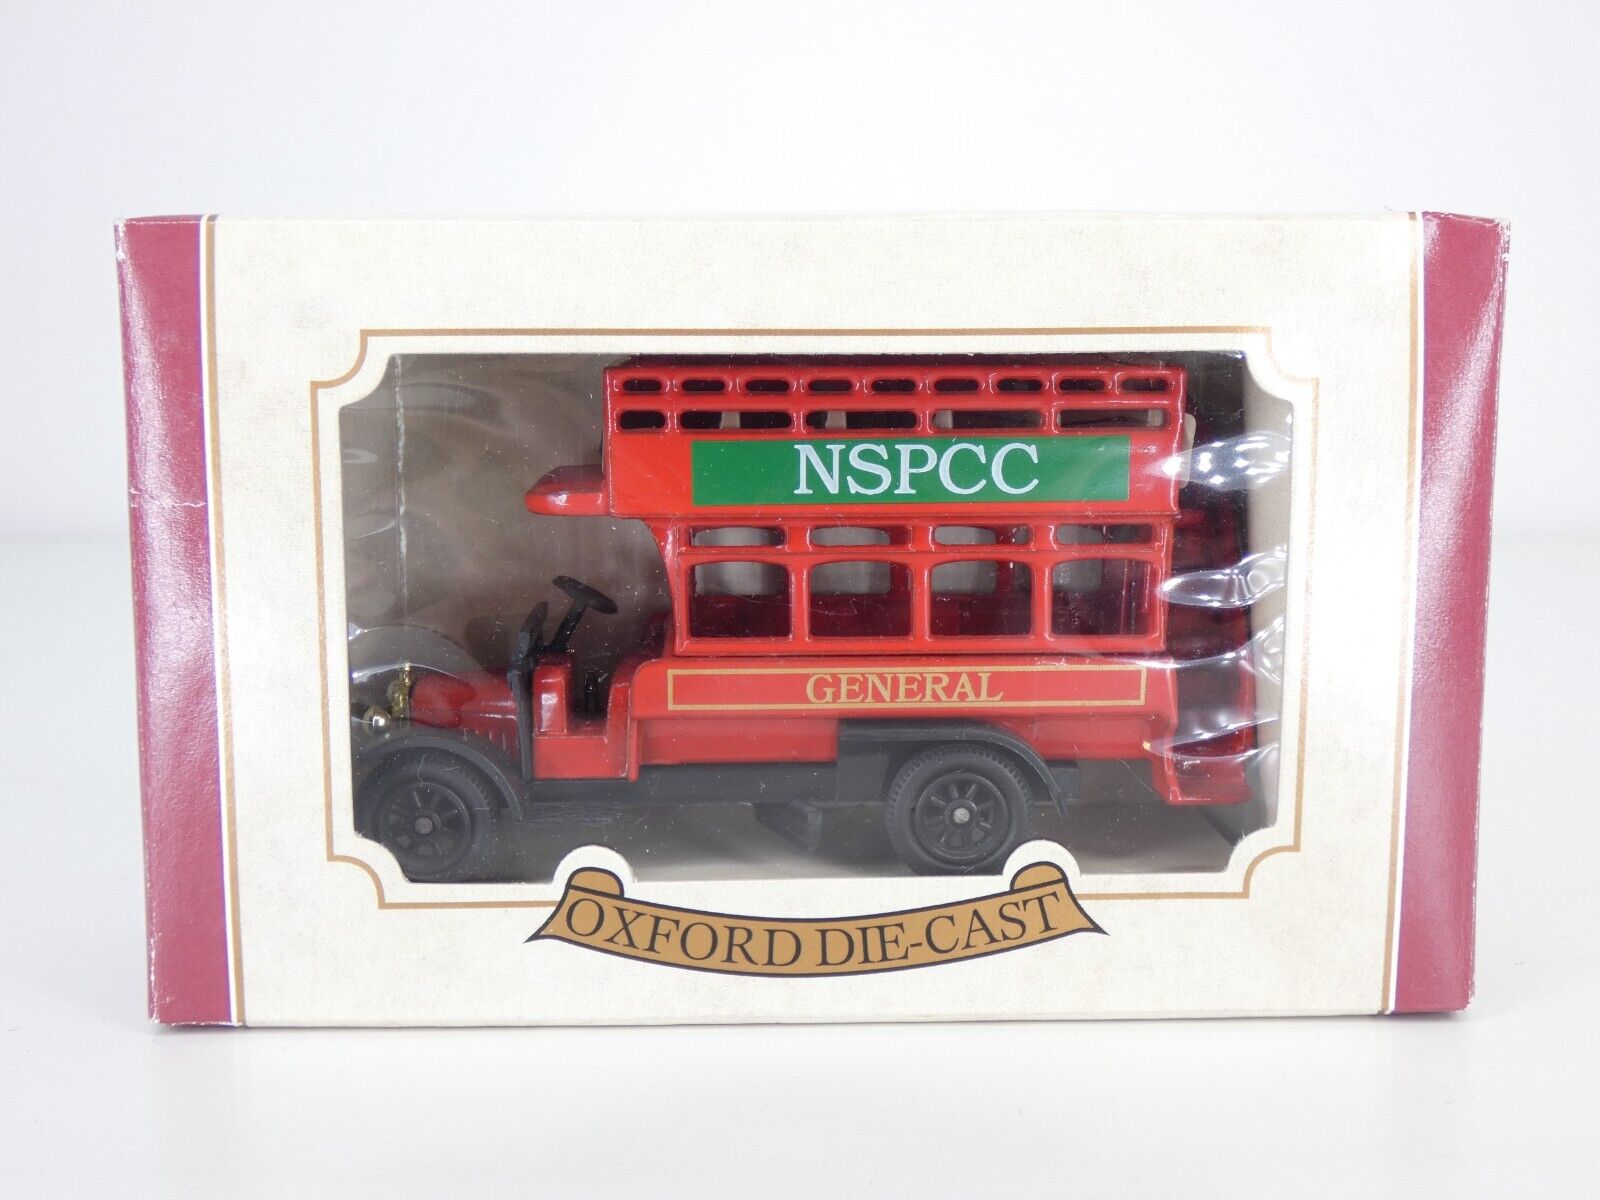 NSPCC
GENERAL
OXFORD DIE-CAST